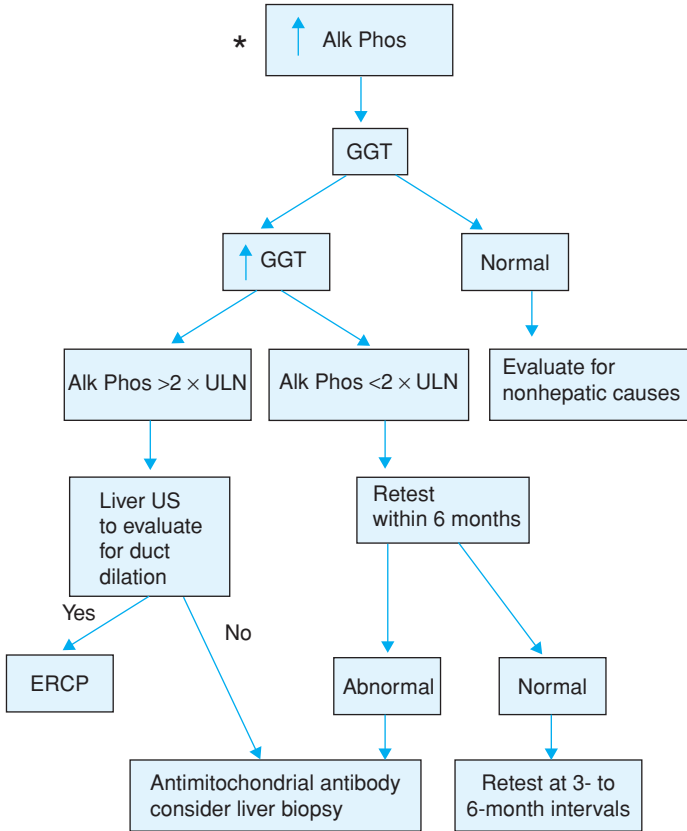 *
Alk Phos
GGT
GGT
Normal
Alk Phos >2 × ULN
Alk Phos <2 × ULN
Evaluate for
nonhepatic causes
Liver US
to evaluate
for duct
dilation
Retest
within 6 months
Yes
No
ERCP
Abnormal
Normal
Antimitochondrial antibody
consider liver biopsy
Retest at 3- to
6-month intervals